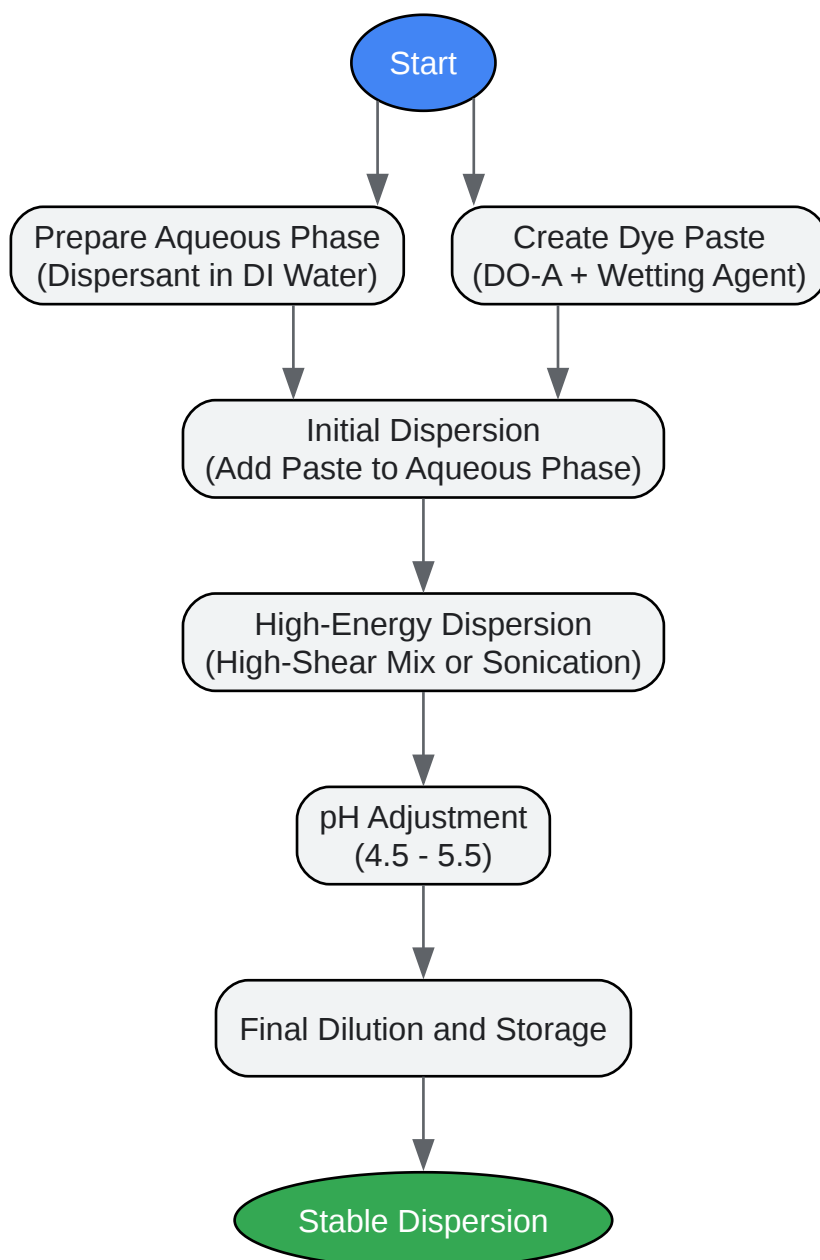 Start
Prepare Aqueous Phase
(Dispersant in DI Water)
Create Dye Paste
(DO-A + Wetting Agent)
Initial Dispersion
(Add Paste to Aqueous Phase)
High-Energy Dispersion
(High-Shear Mix or Sonication)
pH Adjustment
(4.5 - 5.5)
Final Dilution and Storage
Stable Dispersion